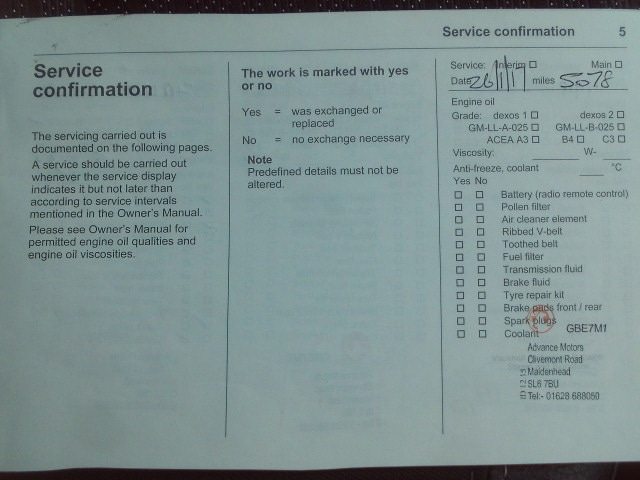 Service confirmation 5
Service
confirmation
The servicing carried out is
documented on the following pages.
A service should be carried out
whenever the service display
indicates it but not later than
according to service intervals
mentioned in the Owner's Manual.
Please see Owner's Manual for
permitted engine oil qualities and
engine oil viscosities.
The work is marked with yes
or no
Yes = was exchanged or
replaced
No = no exchange necessary
Note
Predefined details must not be
altered.
Service: Interim □ Main □
Date 26/1/17 miles 5078
Engine oil
Grade: dexos 1 □ dexos 2 □
GM-LL-A-025 □ GM-LL-B-025 □
ACEA A3 □ B4 □ C3 □
Viscosity: ______ W- ______
Anti-freeze, coolant ____ °C
Yes No
□ □ Battery (radio remote control)
□ □ Pollen filter
□ □ Air cleaner element
□ □ Ribbed V-belt
□ □ Toothed belt
□ □ Fuel filter
□ □ Transmission fluid
□ □ Brake fluid
□ □ Tyre repair kit
□ □ Brake pads front / rear
□ □ Spark plugs
□ □ Coolant GBE7M1
Advance Motors
Clivemont Road
Maidenhead
SL6 7BU
Tel:- 01628 688050